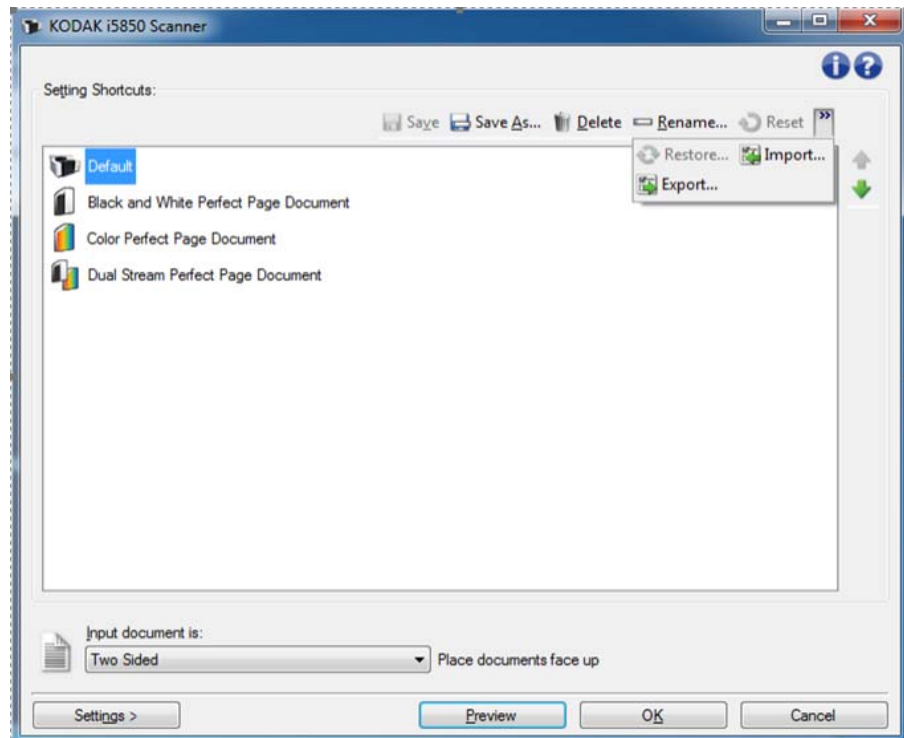 KODAK i5850 Scanner
Setting Shortcuts:
Save Save As... Delete Rename... Reset »
Restore... Import...
Export...
Default
Black and White Perfect Page Document
Color Perfect Page Document
Dual Stream Perfect Page Document
Input document is:
Two Sided Place documents face up
Settings > Preview OK Cancel